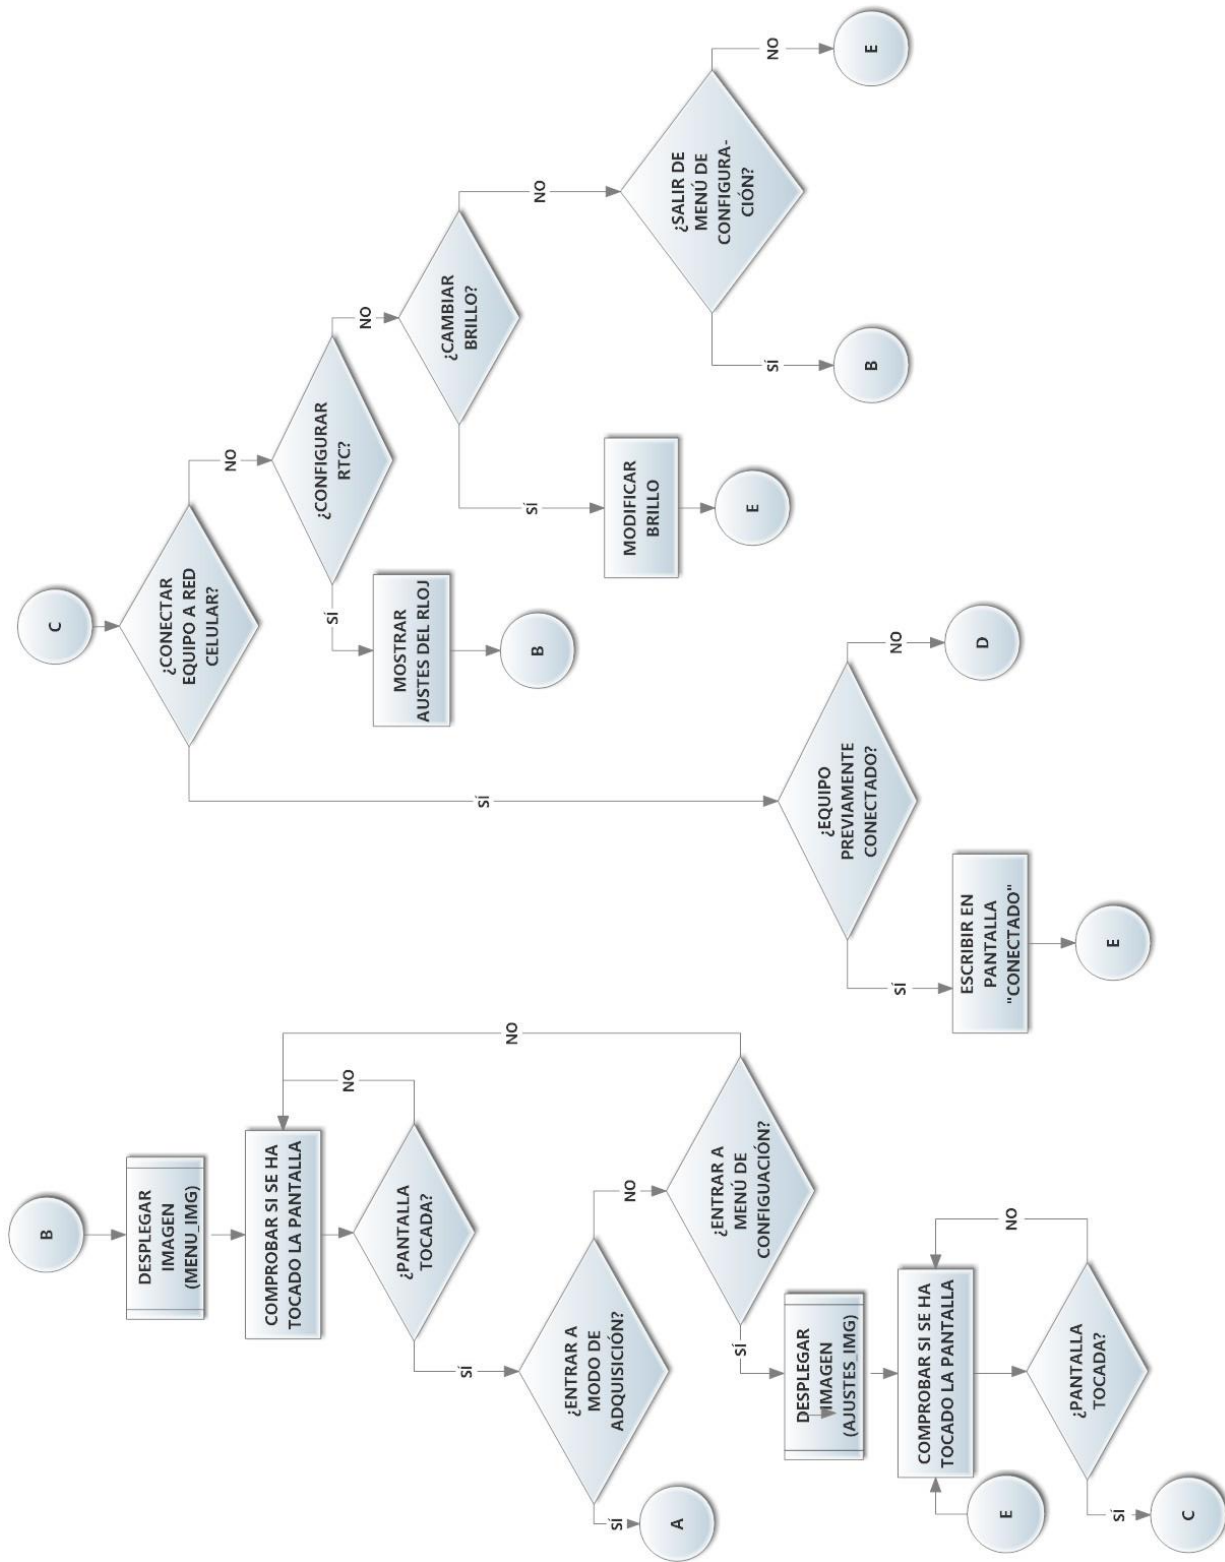 B
DESPLEGAR
IMAGEN
(MENU_IMG)
COMPROBAR SI SE HA
TOCADO LA PANTALLA
¿PANTALLA
TOCADA?
NO
SÍ
¿ENTRAR A
MODO DE
ADQUISICIÓN?
SÍ
A
NO
¿ENTRAR A
MENÚ DE
CONFIGUACIÓN?
NO
SÍ
DESPLEGAR
IMAGEN
(AJUSTES_IMG)
COMPROBAR SI SE HA
TOCADO LA PANTALLA
E
¿PANTALLA
TOCADA?
NO
SÍ
C
C
¿CONECTAR
EQUIPO A RED
CELULAR?
NO
SÍ
¿CONFIGURAR
RTC?
SÍ
MOSTRAR
AUSTES DEL RLOJ
B
NO
¿CAMBIAR
BRILLO?
SÍ
MODIFICAR
BRILLO
E
NO
¿SALIR DE
MENÚ DE
CONFIGURA-
CIÓN?
SÍ
B
NO
E
¿EQUIPO
PREVIAMENTE
CONECTADO?
SÍ
ESCRIBIR EN
PANTALLA
"CONECTADO"
E
NO
D